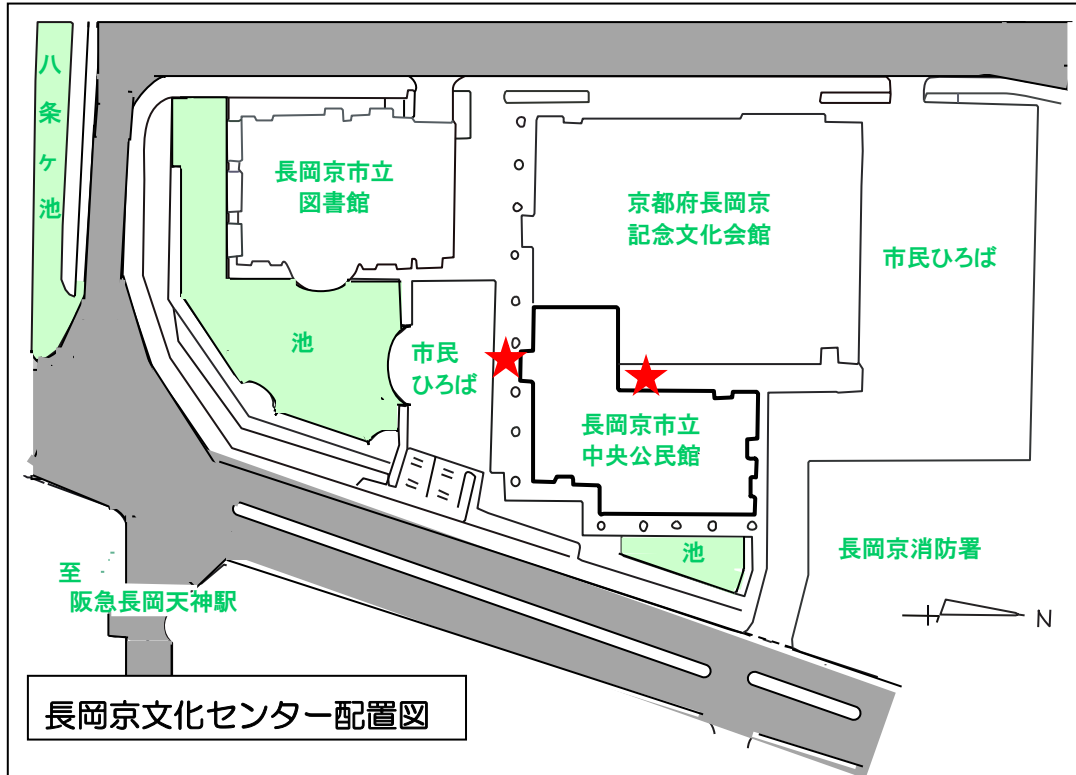 八条ヶ池
長岡京市立
図書館
京都府長岡京
記念文化会館
市民ひろば
池
市民
ひろば
長岡京市立
中央公民館
池
長岡京消防署
至
阪急長岡天神駅
N
長岡京文化センター配置図